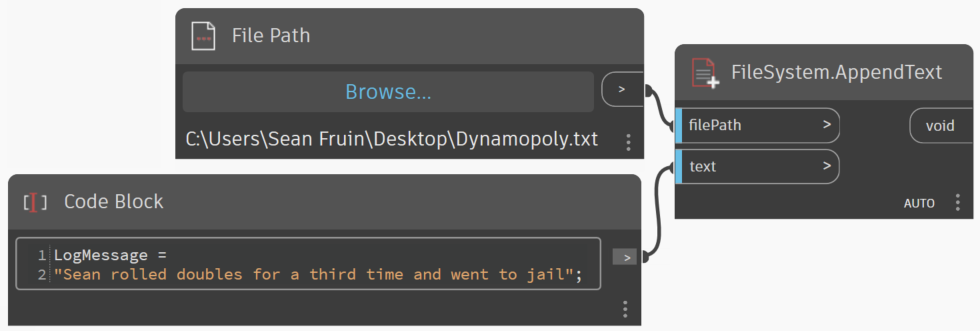 File Path
Browse...
>
C:\Users\Sean Fruin\Desktop\Dynamopoly.txt
[I] Code Block
1 LogMessage =
2 "Sean rolled doubles for a third time and went to jail";
>
FileSystem.AppendText
filePath >
void
text >
AUTO